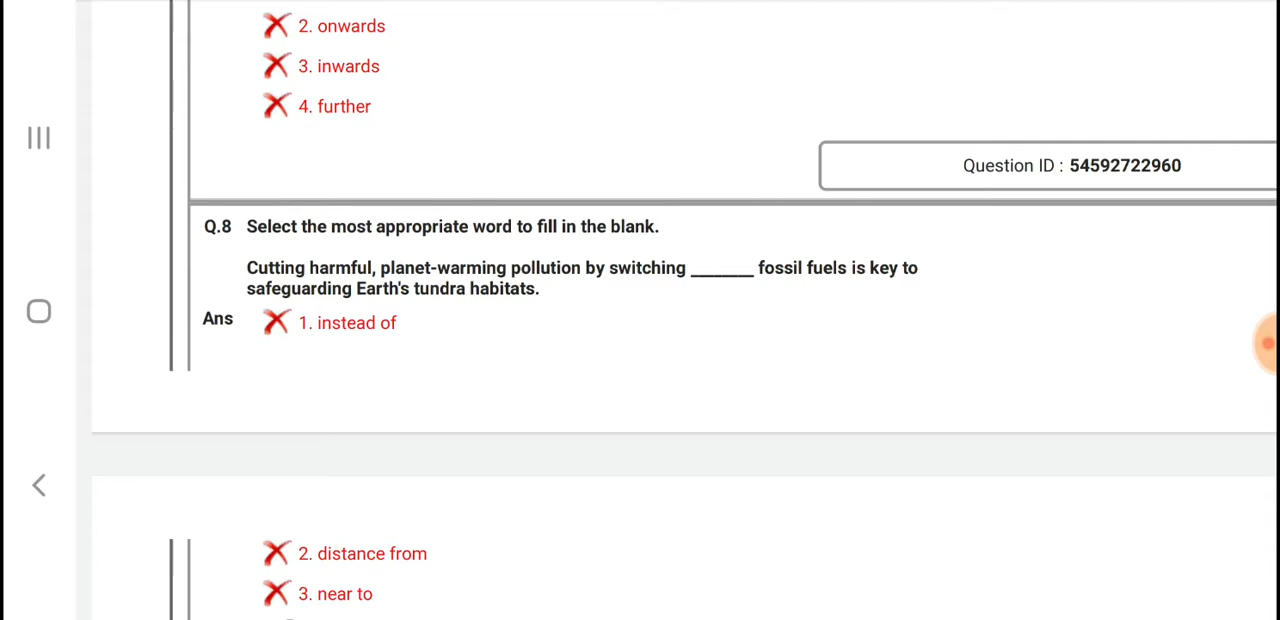 2. onwards
3. inwards
4. further
Question ID : 54592722960
Q.8 Select the most appropriate word to fill in the blank.
Cutting harmful, planet-warming pollution by switching _______ fossil fuels is key to
safeguarding Earth's tundra habitats.
Ans 1. instead of
2. distance from
3. near to